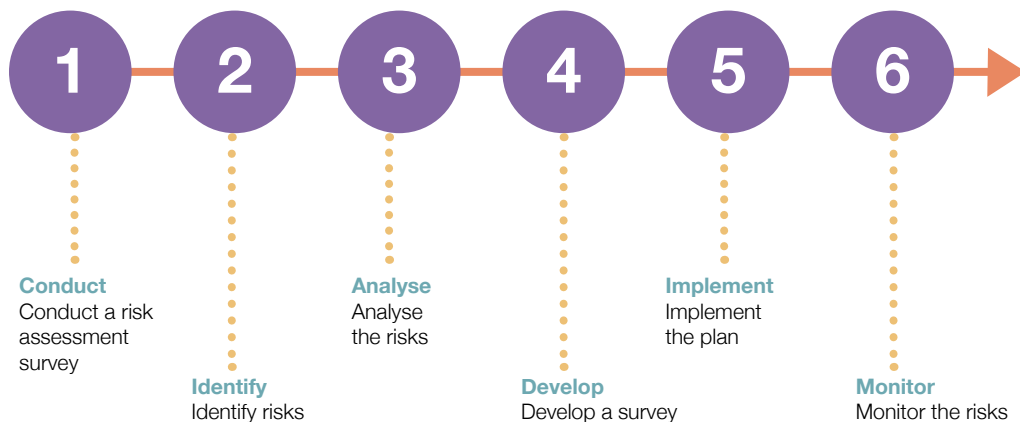 1
2
3
4
5
6
Conduct
Conduct a risk
assessment
survey
Identify
Identify risks
Analyse
Analyse
the risks
Develop
Develop a survey
Implement
Implement
the plan
Monitor
Monitor the risks